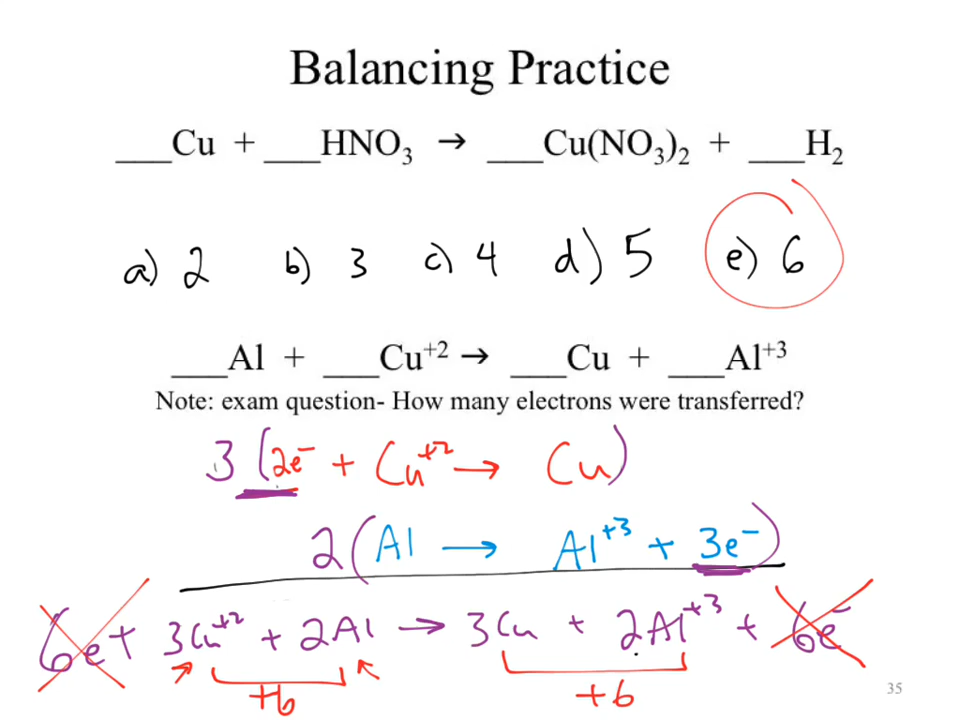 Balancing Practice
___Cu + ___HNO₃ → ___Cu(NO₃)₂ + ___H₂
a) 2 b) 3 c) 4 d) 5 e) 6
___Al + ___Cu⁺² → ___Cu + ___Al⁺³
Note: exam question- How many electrons were transferred?
3(2e⁻ + Cu⁺² → Cu)
2(Al → Al⁺³ + 3e⁻)
6e + 3Cu⁺² + 2Al → 3Cu + 2Al⁺³ + 6e⁻
+6 +6
35